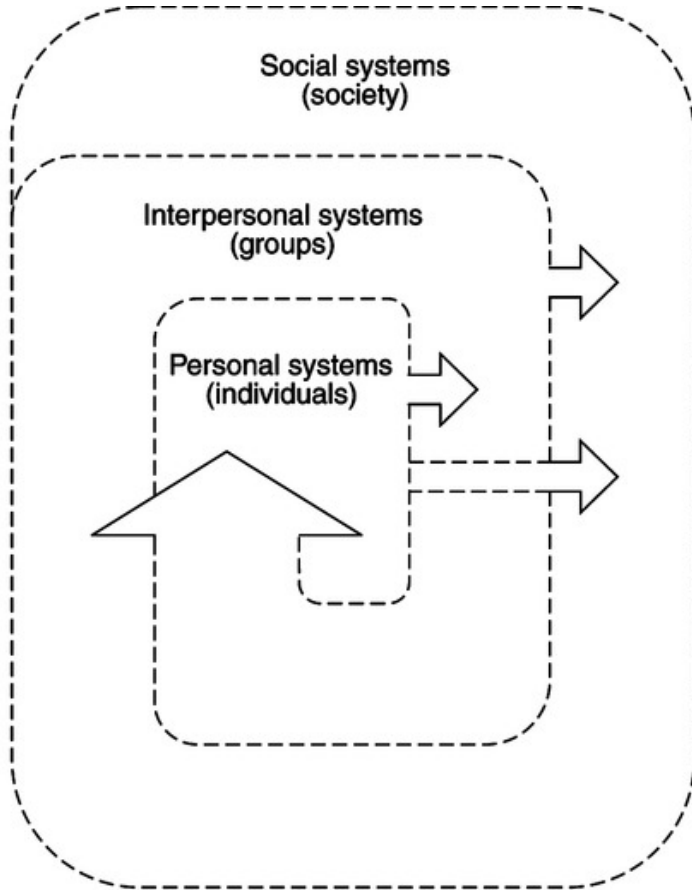 Social systems
(society)
Interpersonal systems
(groups)
Personal systems
(individuals)